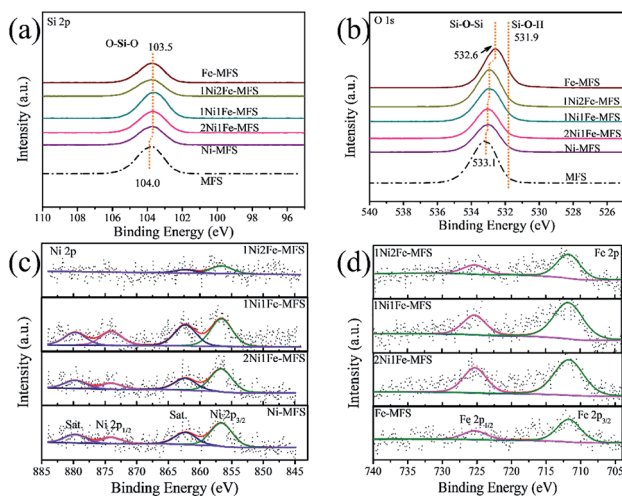 (a)
Si 2p
O-Si-O
103.5
Fe-MFS
1Ni2Fe-MFS
1Ni1Fe-MFS
2Ni1Fe-MFS
Ni-MFS
104.0
MFS
Intensity (a.u.)
110 108 106 104 102 100 98 96
Binding Energy (eV)
(b)
O 1s
Si-O-Si
Si-O-II
531.9
532.6
Fe-MFS
1Ni2Fe-MFS
1Ni1Fe-MFS
2Ni1Fe-MFS
Ni-MFS
533.1
MFS
Intensity (a.u.)
540 538 536 534 532 530 528 526
Binding Energy (eV)
(c)
Ni 2p
1Ni2Fe-MFS
1Ni1Fe-MFS
2Ni1Fe-MFS
Ni-MFS
Sat. Ni 2p1/2 Sat. Ni 2p3/2
Intensity (a.u.)
885 880 875 870 865 860 855 850 845
Binding Energy (eV)
(d)
1Ni2Fe-MFS
Fe 2p
1Ni1Fe-MFS
2Ni1Fe-MFS
Fe-MFS
Fe 2p1/2 Fe 2p3/2
Intensity (a.u.)
740 735 730 725 720 715 710 705
Binding Energy (eV)